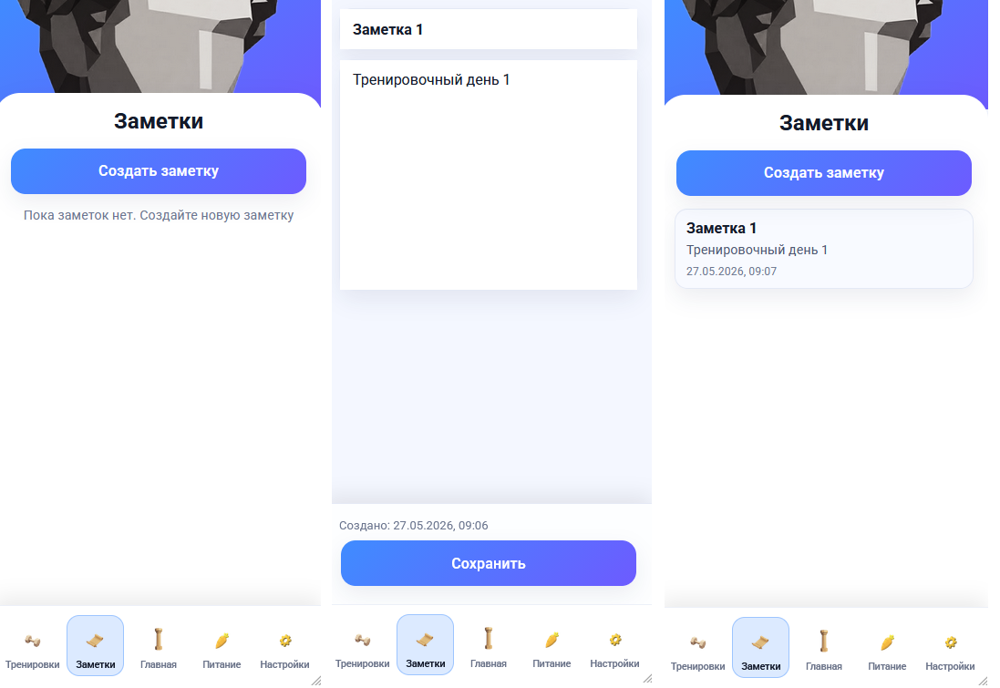 Заметки
Создать заметку
Пока заметок нет. Создайте новую заметку
Тренировки Заметки Главная Питание Настройки
Заметка 1
Тренировочный день 1
Создано: 27.05.2026, 09:06
Сохранить
Тренировки Заметки Главная Питание Настройки
Заметки
Создать заметку
Заметка 1
Тренировочный день 1
27.05.2026, 09:07
Тренировки Заметки Главная Питание Настройки